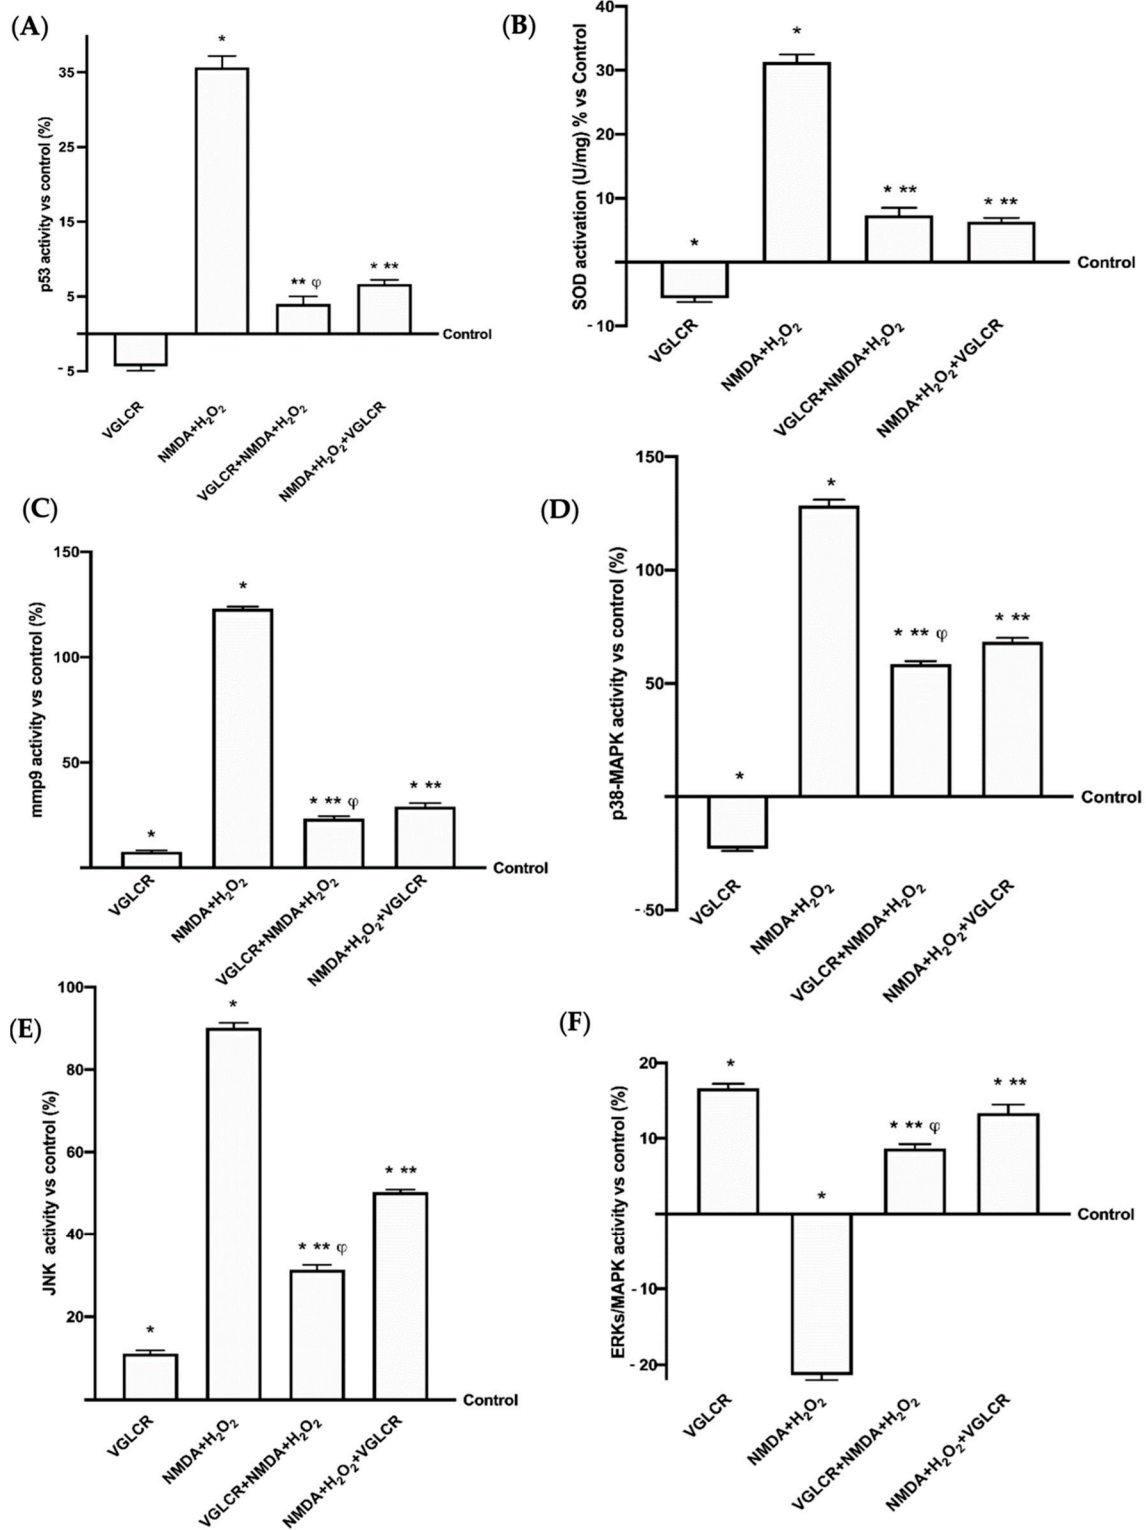 (A)
p53 activity vs control (%)
35
25
15
5
- 5
*
** φ
* **
Control
VGLCR
NMDA+H₂O₂
VGLCR+NMDA+H₂O₂
NMDA+H₂O₂+VGLCR
(B)
SOD activation (U/mg) % vs Control
40
30
20
10
- 10
*
*
* **
* **
Control
VGLCR
NMDA+H₂O₂
VGLCR+NMDA+H₂O₂
NMDA+H₂O₂+VGLCR
(C)
mmp9 activity vs control (%)
150
100
50
*
*
* ** φ
* **
Control
VGLCR
NMDA+H₂O₂
VGLCR+NMDA+H₂O₂
NMDA+H₂O₂+VGLCR
(D)
p38-MAPK activity vs control (%)
150
100
50
- 50
*
*
* ** φ
* **
Control
VGLCR
NMDA+H₂O₂
VGLCR+NMDA+H₂O₂
NMDA+H₂O₂+VGLCR
(E)
JNK activity vs control (%)
100
80
60
40
20
*
*
* ** φ
* **
Control
VGLCR
NMDA+H₂O₂
VGLCR+NMDA+H₂O₂
NMDA+H₂O₂+VGLCR
(F)
ERKs/MAPK activity vs control (%)
20
10
- 10
- 20
*
*
* ** φ
* **
Control
VGLCR
NMDA+H₂O₂
VGLCR+NMDA+H₂O₂
NMDA+H₂O₂+VGLCR